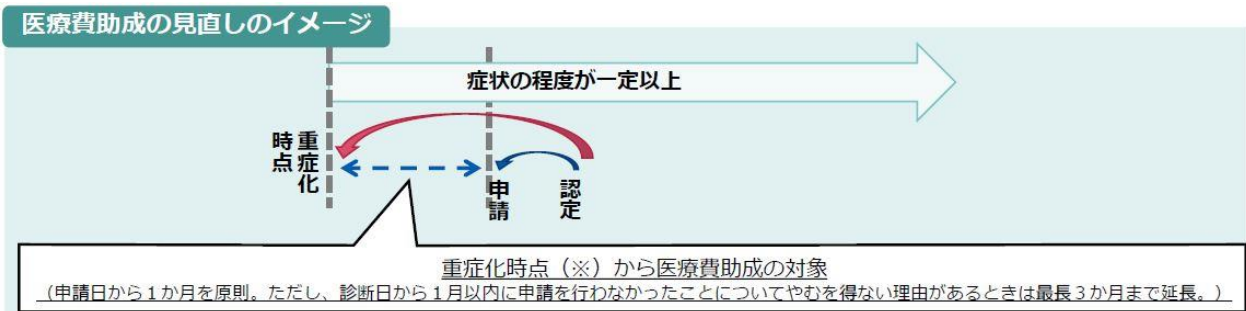 医療費助成の見直しのイメージ
症状の程度が一定以上
重症化
時点
申請
認定
重症化時点（※）から医療費助成の対象
（申請日から１か月を原則。ただし、診断日から１月以内に申請を行わなかったことについてやむを得ない理由があるときは最長３か月まで延長。）